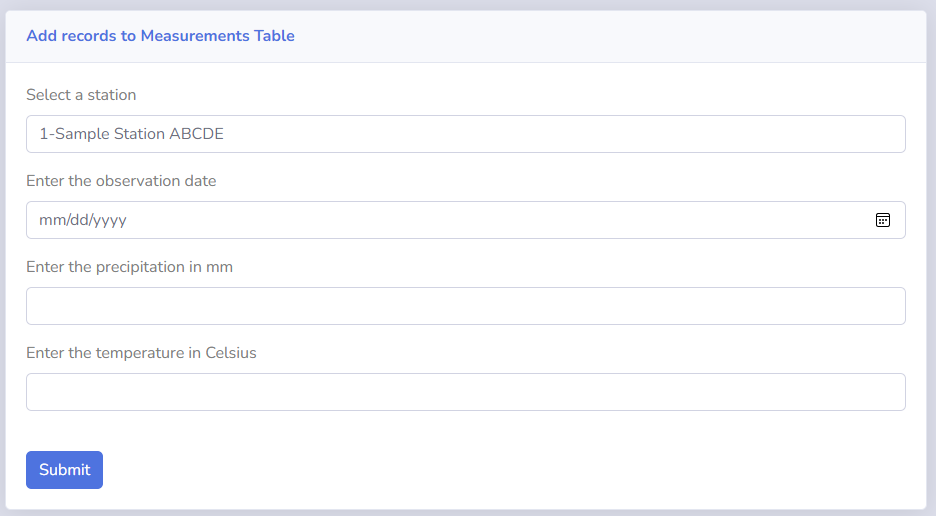 Add records to Measurements Table
Select a station
1-Sample Station ABCDE
Enter the observation date
mm/dd/yyyy
Enter the precipitation in mm
Enter the temperature in Celsius
Submit